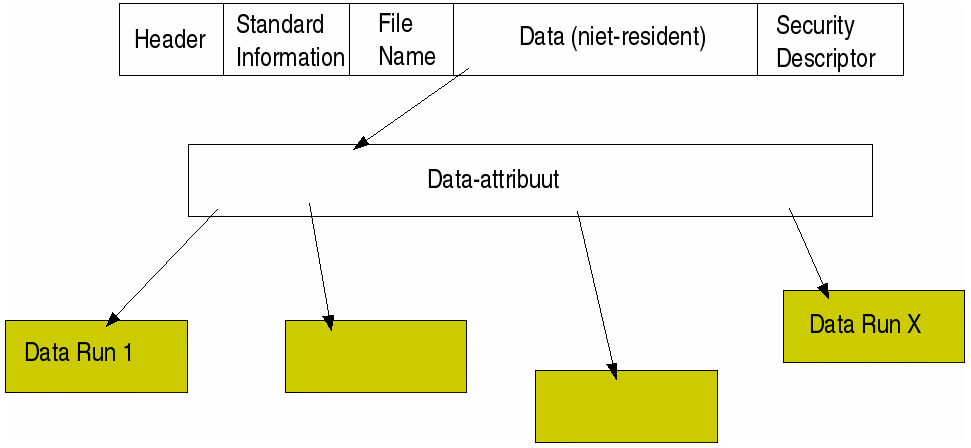 Header
Standard
Information
File
Name
Data (niet-resident)
Security
Descriptor
Data-attribuut
Data Run 1
Data Run X